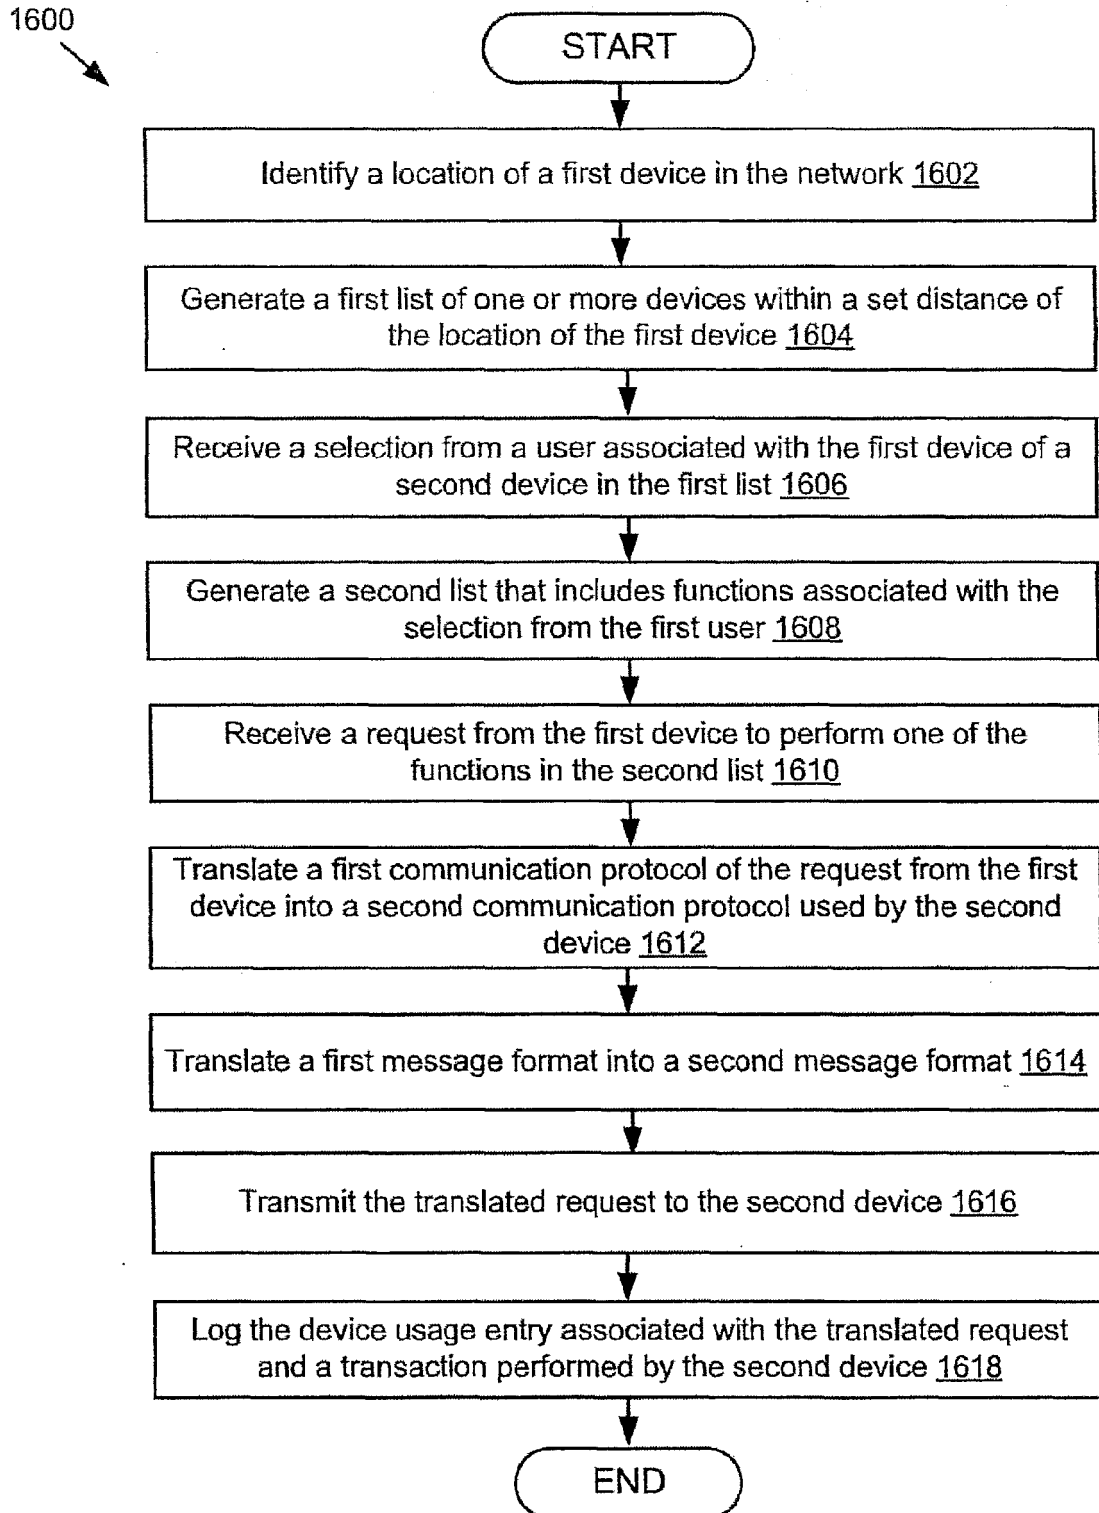 1600
START
Identify a location of a first device in the network 1602
Generate a first list of one or more devices within a set distance of
the location of the first device 1604
Receive a selection from a user associated with the first device of a
second device in the first list 1606
Generate a second list that includes functions associated with the
selection from the first user 1608
Receive a request from the first device to perform one of the
functions in the second list 1610
Translate a first communication protocol of the request from the first
device into a second communication protocol used by the second
device 1612
Translate a first message format into a second message format 1614
Transmit the translated request to the second device 1616
Log the device usage entry associated with the translated request
and a transaction performed by the second device 1618
END